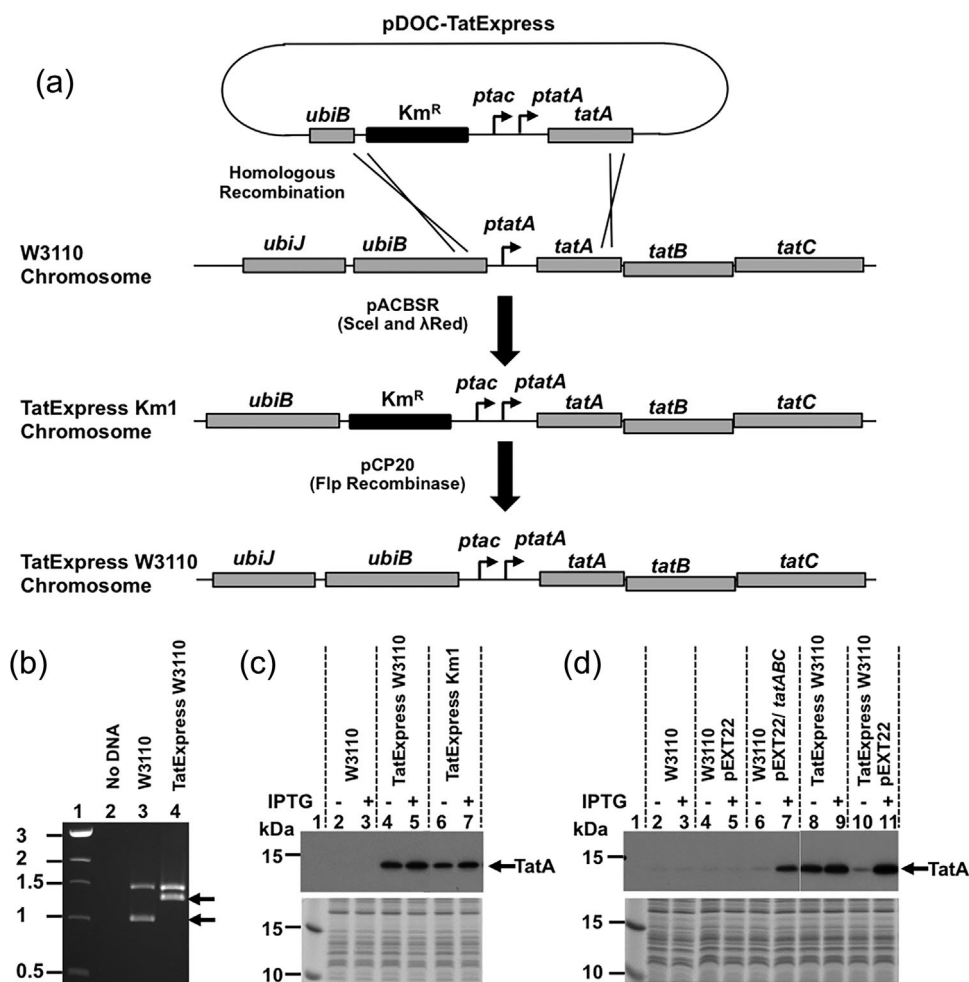 pDOC-TatExpress
(a)
ubiB
KmR
ptac
ptatA
tatA
Homologous
Recombination
W3110
Chromosome
ubiJ
ubiB
ptatA
tatA
tatB
tatC
pACBSR
(SceI and λRed)
TatExpress Km1
Chromosome
ubiB
KmR
ptac
ptatA
tatA
tatB
tatC
pCP20
(Flp Recombinase)
TatExpress W3110
Chromosome
ubiJ
ubiB
ptac
ptatA
tatA
tatB
tatC
(b)
No DNA
W3110
TatExpress W3110
1 2 3 4
3
2
1.5
1
0.5
(c)
W3110
TatExpress W3110
TatExpress Km1
IPTG - + - + - +
kDa 1 2 3 4 5 6 7
15
TatA
15
10
(d)
W3110
W3110
pEXT22
W3110
pEXT22/ tatABC
TatExpress W3110
TatExpress W3110
pEXT22
IPTG - + - + - + - + - +
kDa 1 2 3 4 5 6 7 8 9 10 11
15
TatA
15
10